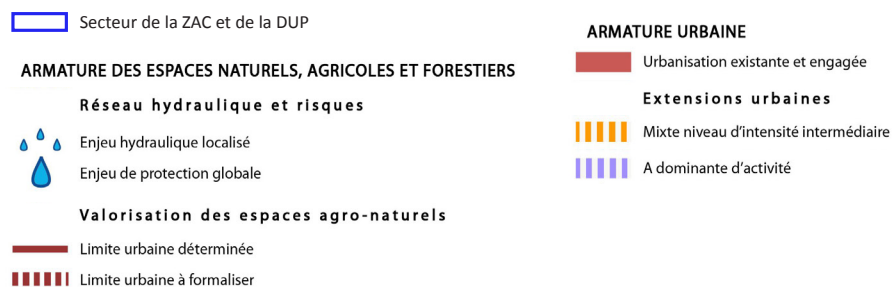 Secteur de la ZAC et de la DUP
ARMATURE DES ESPACES NATURELS, AGRICOLES ET FORESTIERS
Réseau hydraulique et risques
Enjeu hydraulique localisé
Enjeu de protection globale
Valorisation des espaces agro-naturels
Limite urbaine déterminée
Limite urbaine à formaliser
ARMATURE URBAINE
Urbanisation existante et engagée
Extensions urbaines
Mixte niveau d'intensité intermédiaire
A dominante d'activité